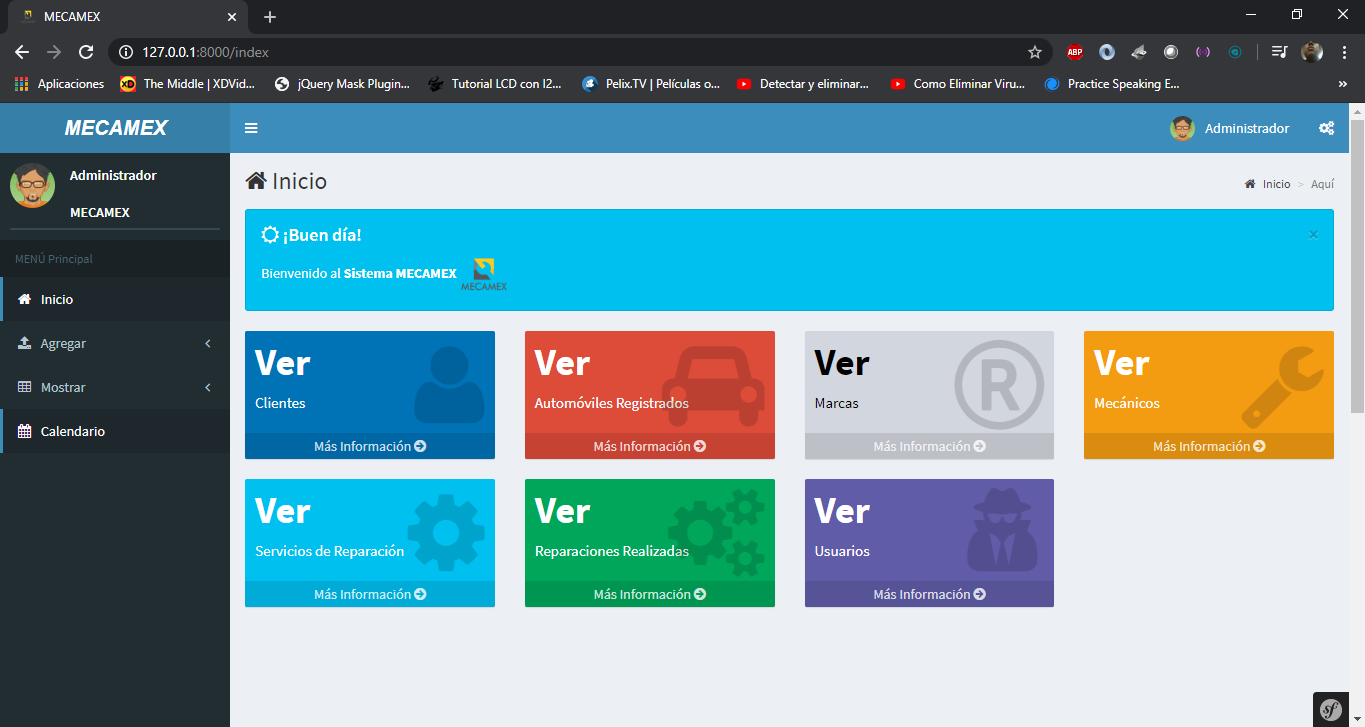 MECAMEX
127.0.0.1:8000/index
ABP
Aplicaciones
XD
The Middle | XDVid...
jQuery Mask Plugin...
Tutorial LCD con I2...
Pelix.TV | Películas o...
Detectar y eliminar...
Como Eliminar Viru...
Practice Speaking E...
»
MECAMEX
Administrador
Administrador
MECAMEX
MENÚ Principal
Inicio
Agregar
Mostrar
Calendario
Inicio
Inicio > Aquí
¡Buen día!
×
Bienvenido al Sistema MECAMEX
MECAMEX
Ver
Clientes
Más Información
Ver
Automóviles Registrados
Más Información
Ver
Marcas
R
Más Información
Ver
Mecánicos
Más Información
Ver
Servicios de Reparación
Más Información
Ver
Reparaciones Realizadas
Más Información
Ver
Usuarios
Más Información
sf